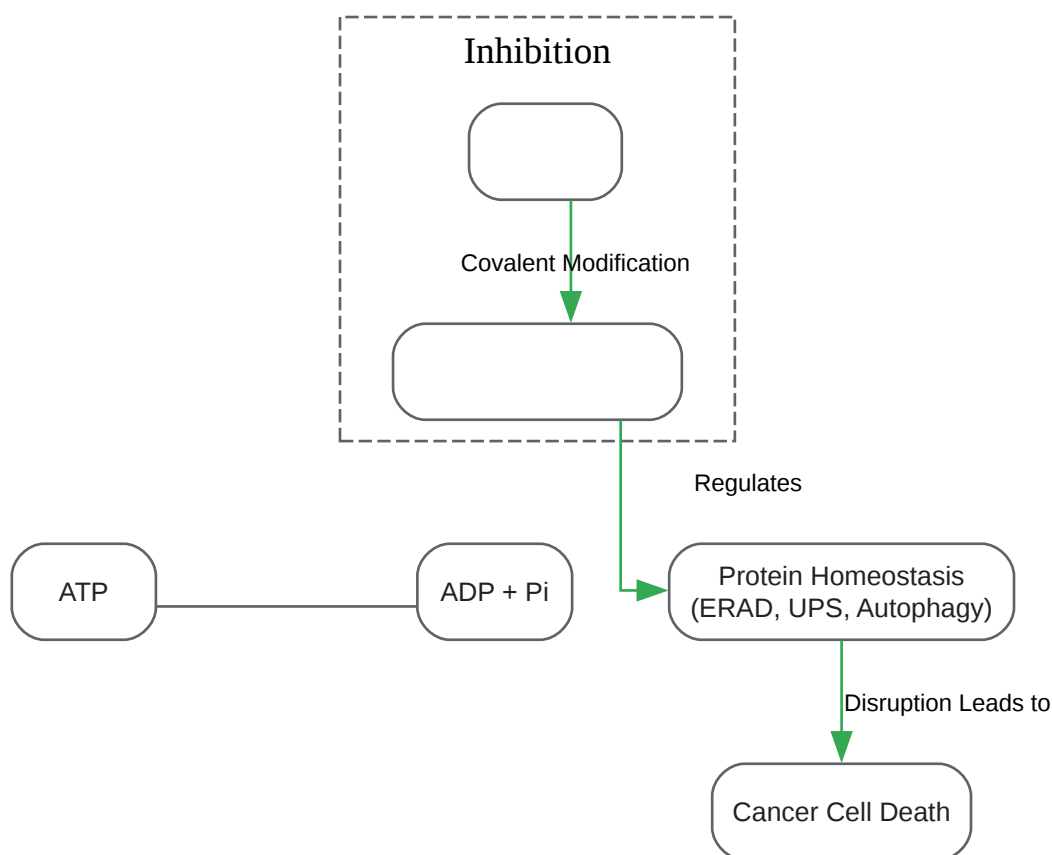 Inhibition
Covalent Modification
Regulates
ATP
ADP + Pi
Protein Homeostasis
(ERAD, UPS, Autophagy)
Disruption Leads to
Cancer Cell Death